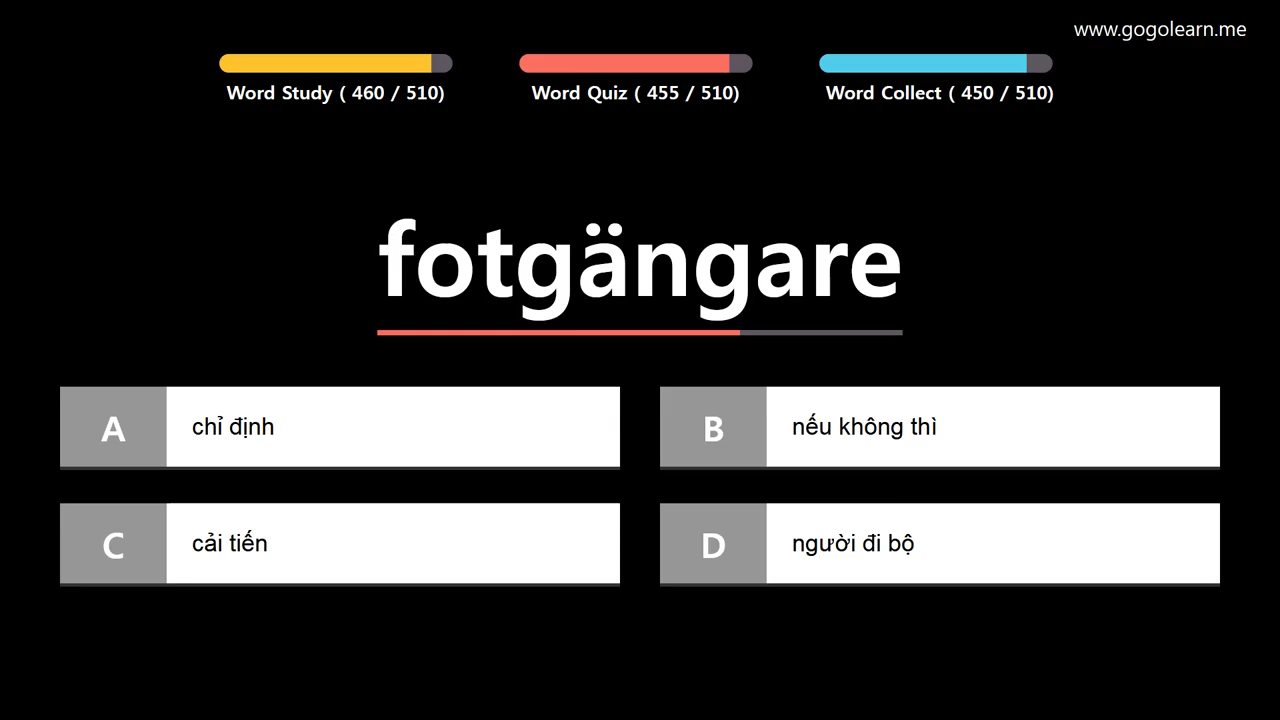 www.gogolearn.me
Word Study ( 460 / 510)
Word Quiz ( 455 / 510)
Word Collect ( 450 / 510)
fotgängare
A
chỉ định
B
nếu không thì
C
cải tiến
D
người đi bộ